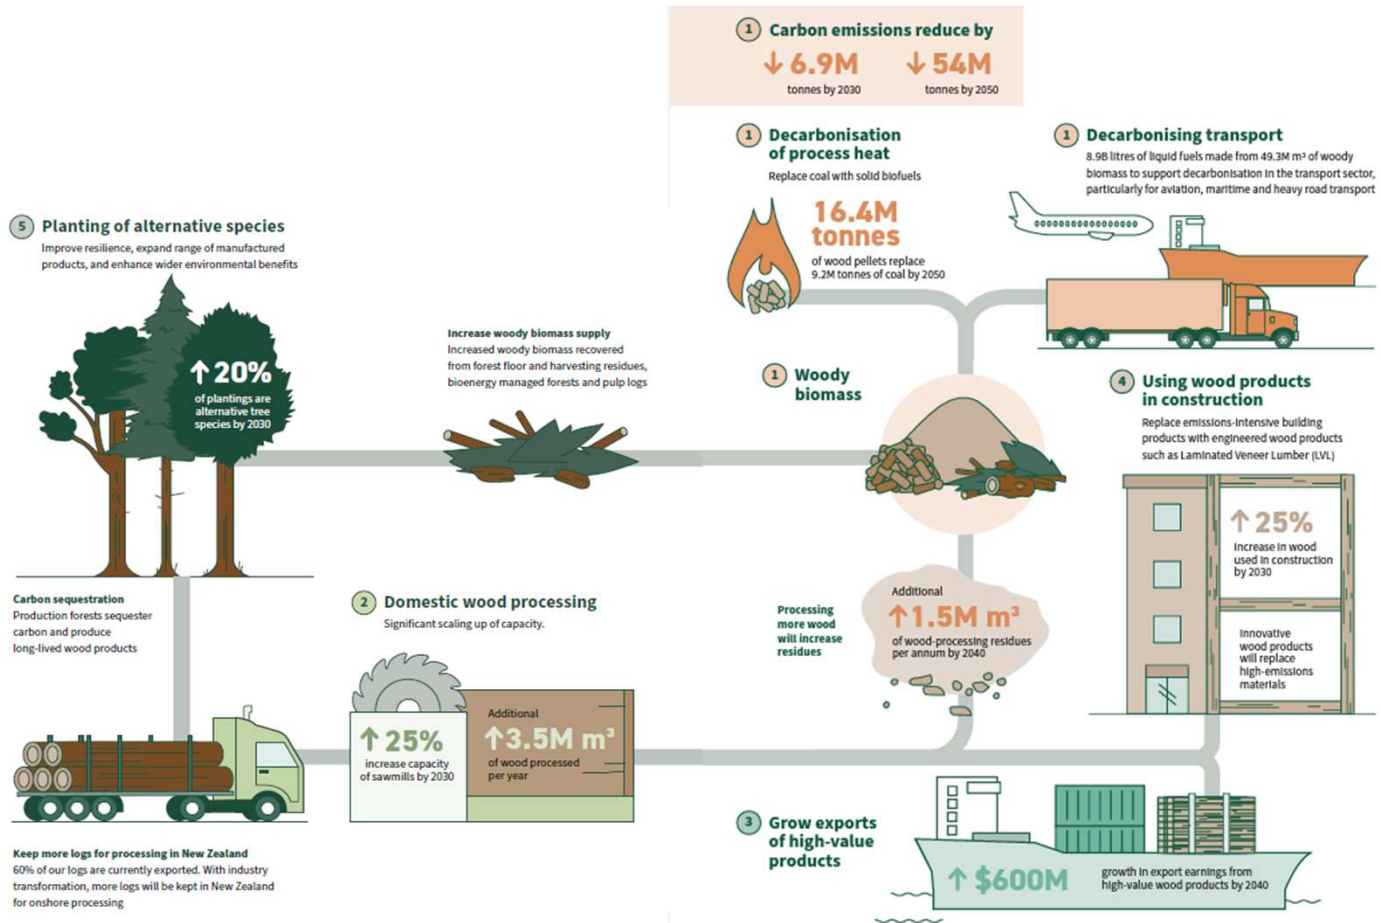 1 Carbon emissions reduce by
↓ 6.9M ↓ 54M
tonnes by 2030 tonnes by 2050
1 Decarbonisation
of process heat
Replace coal with solid biofuels
16.4M
tonnes
of wood pellets replace
9.2M tonnes of coal by 2050
1 Decarbonising transport
8.9B litres of liquid fuels made from 49.3M m³ of woody
biomass to support decarbonisation in the transport sector,
particularly for aviation, maritime and heavy road transport
5 Planting of alternative species
Improve resilience, expand range of manufactured
products, and enhance wider environmental benefits
↑ 20%
of plantings are
alternative tree
species by 2030
Increase woody biomass supply
Increased woody biomass recovered
from forest floor and harvesting residues,
bioenergy managed forests and pulp logs
1 Woody
biomass
4 Using wood products
in construction
Replace emissions-intensive building
products with engineered wood products
such as Laminated Veneer Lumber (LVL)
↑ 25%
Increase in wood
used in construction
by 2030
Innovative
wood products
will replace
high-emissions
materials
Carbon sequestration
Production forests sequester
carbon and produce
long-lived wood products
2 Domestic wood processing
Significant scaling up of capacity.
↑ 25%
increase capacity
of sawmills by 2030
Additional
↑3.5M m³
of wood processed
per year
Processing
more wood
will increase
residues
Additional
↑1.5M m³
of wood-processing residues
per annum by 2040
Keep more logs for processing in New Zealand
60% of our logs are currently exported. With industry
transformation, more logs will be kept in New Zealand
for onshore processing
3 Grow exports
of high-value
products
↑ $600M
growth in export earnings from
high-value wood products by 2040